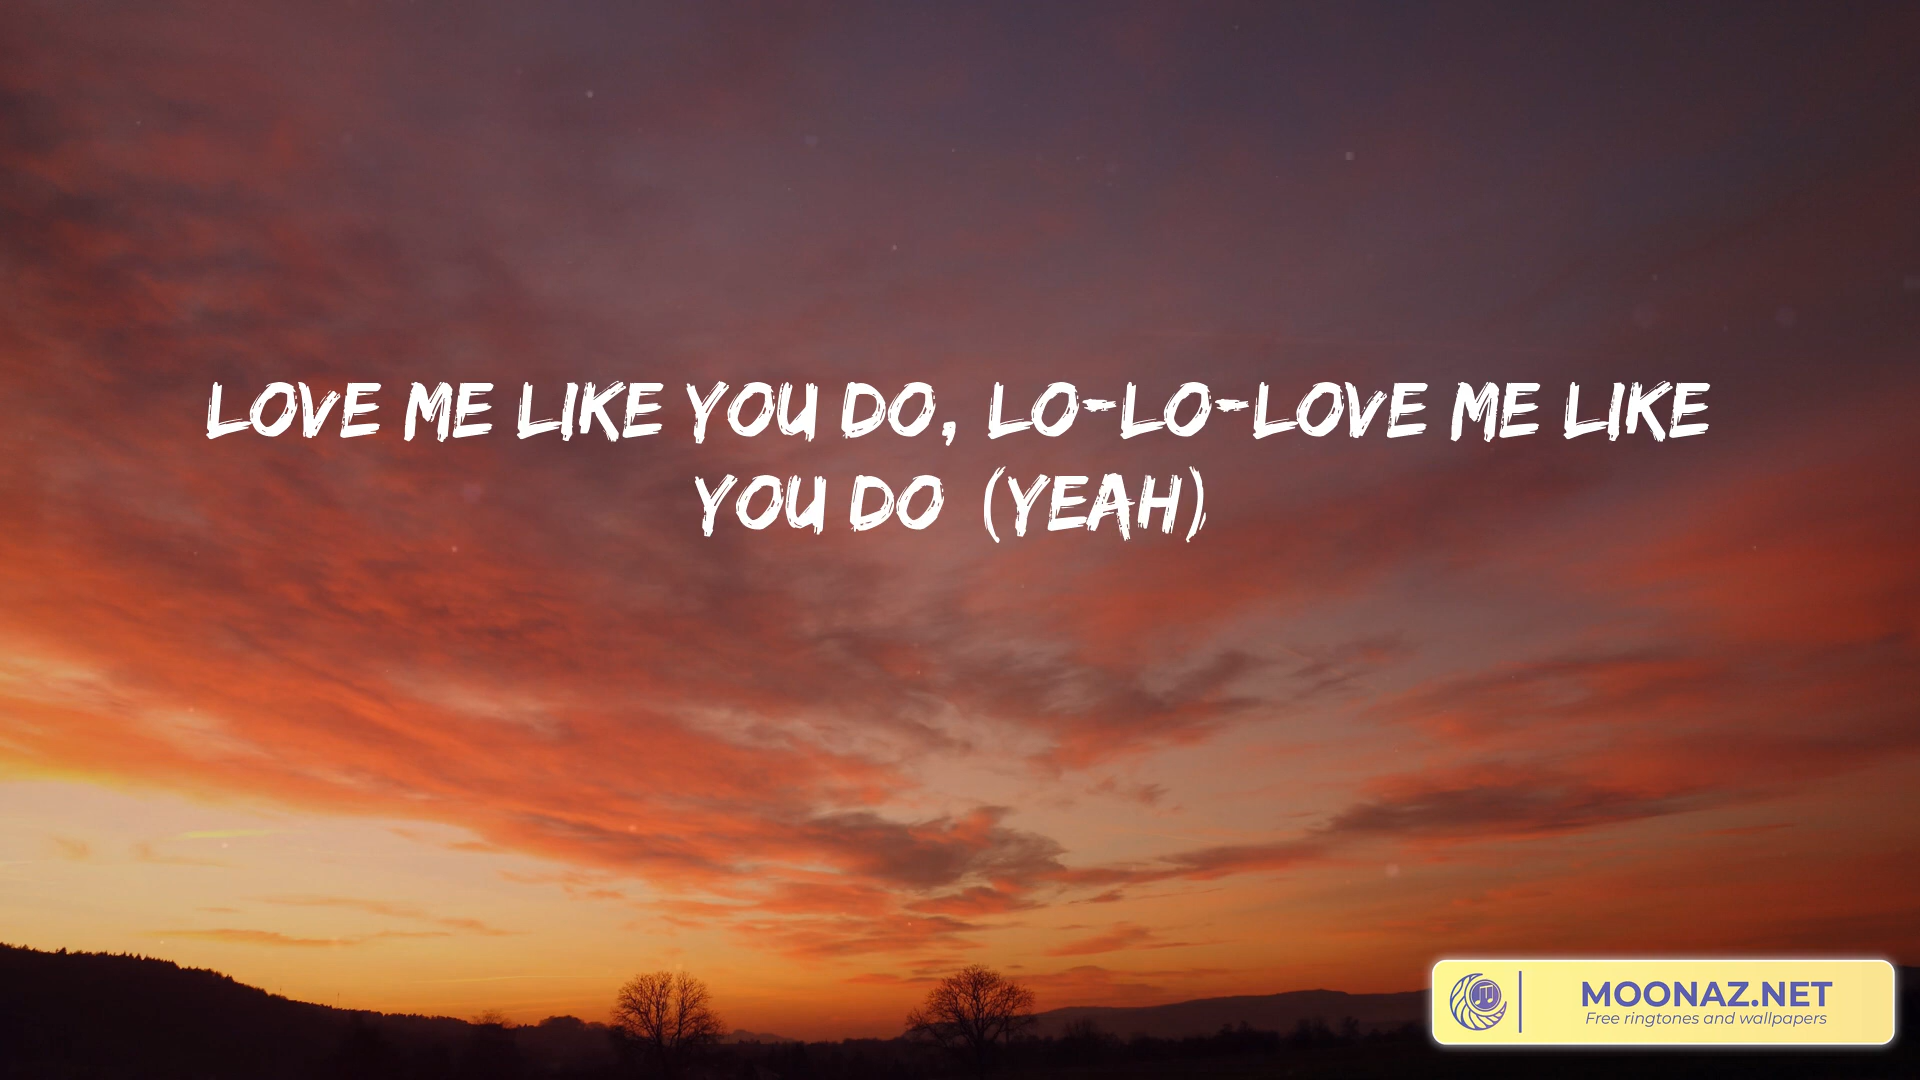 LOVE ME LIKE YOU DO, LO-LO-LOVE ME LIKE
YOU DO (YEAH)
MOONAZ.NET
Free ringtones and wallpapers